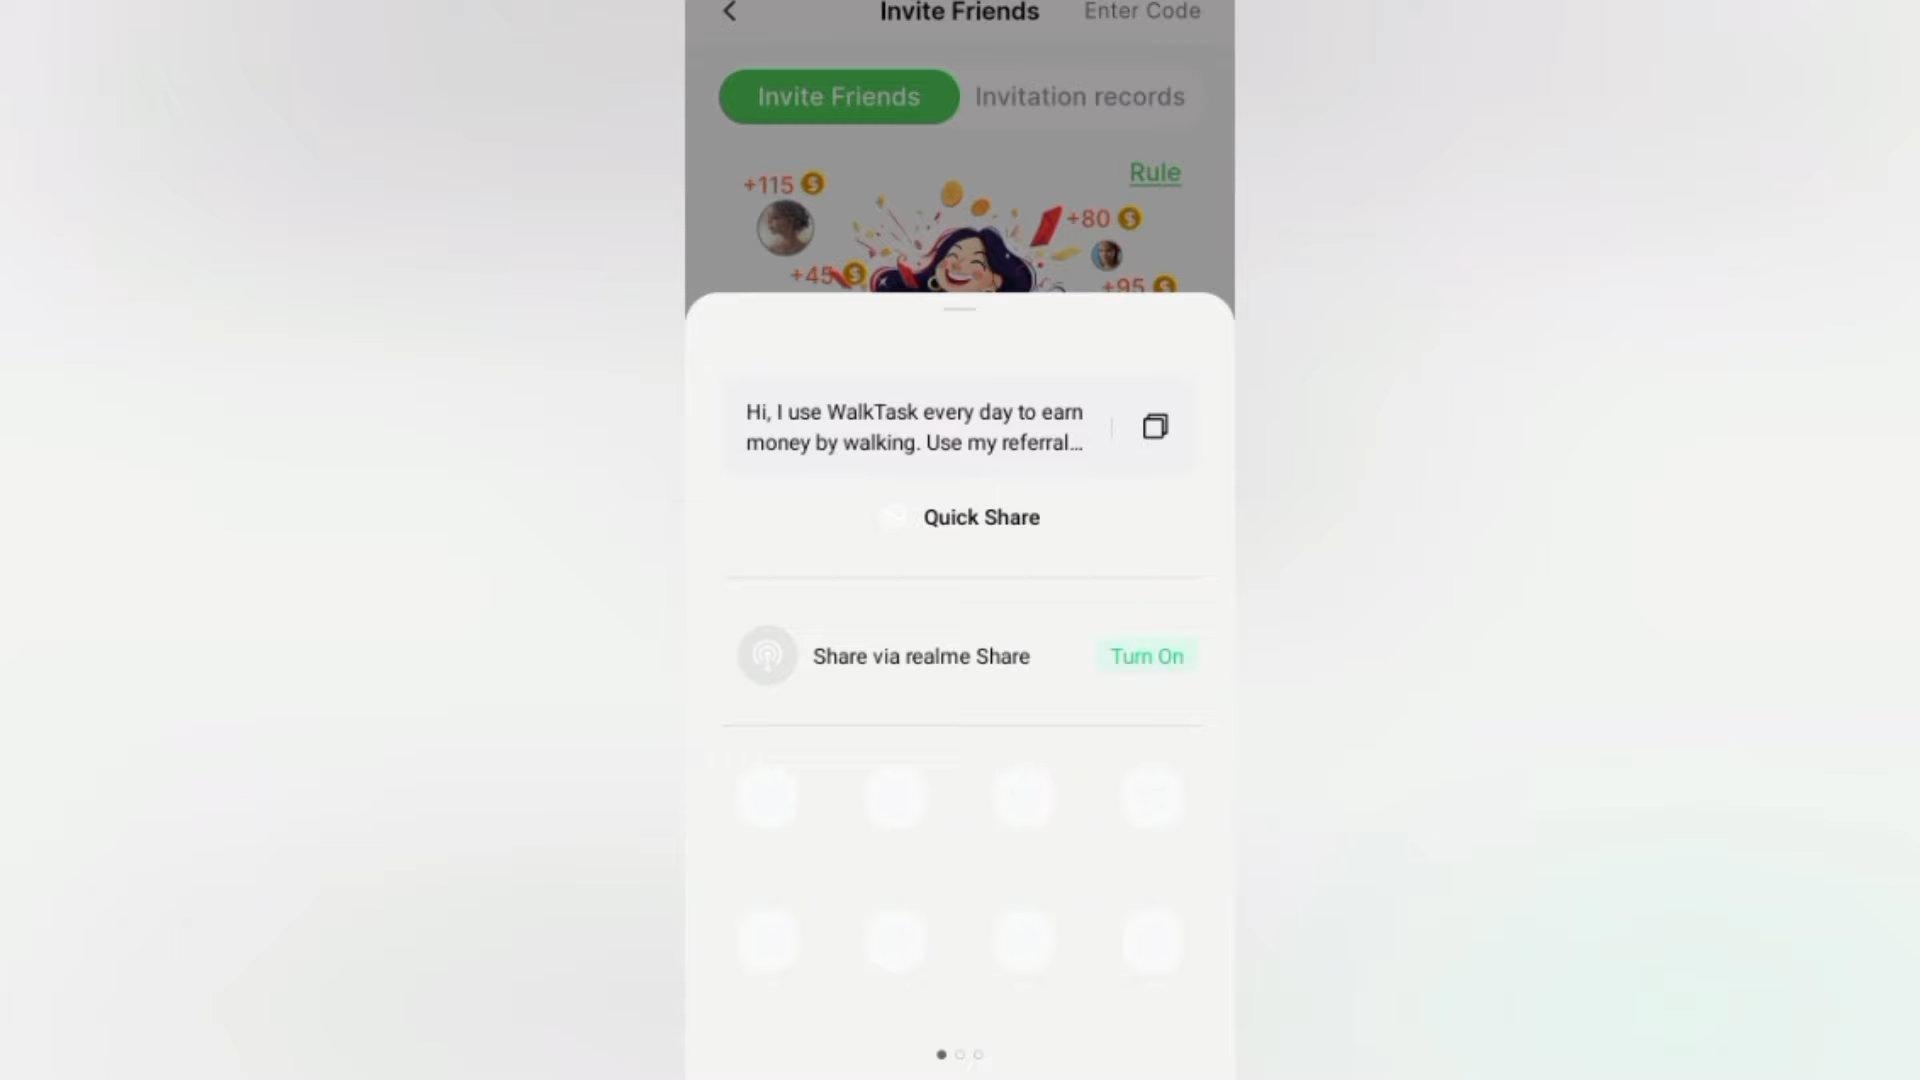 Invite Friends
Enter Code
Invite Friends
Invitation records
Rule
+115
+80
+45
+95
Hi, I use WalkTask every day to earn
money by walking. Use my referral...
Quick Share
Share via realme Share
Turn On